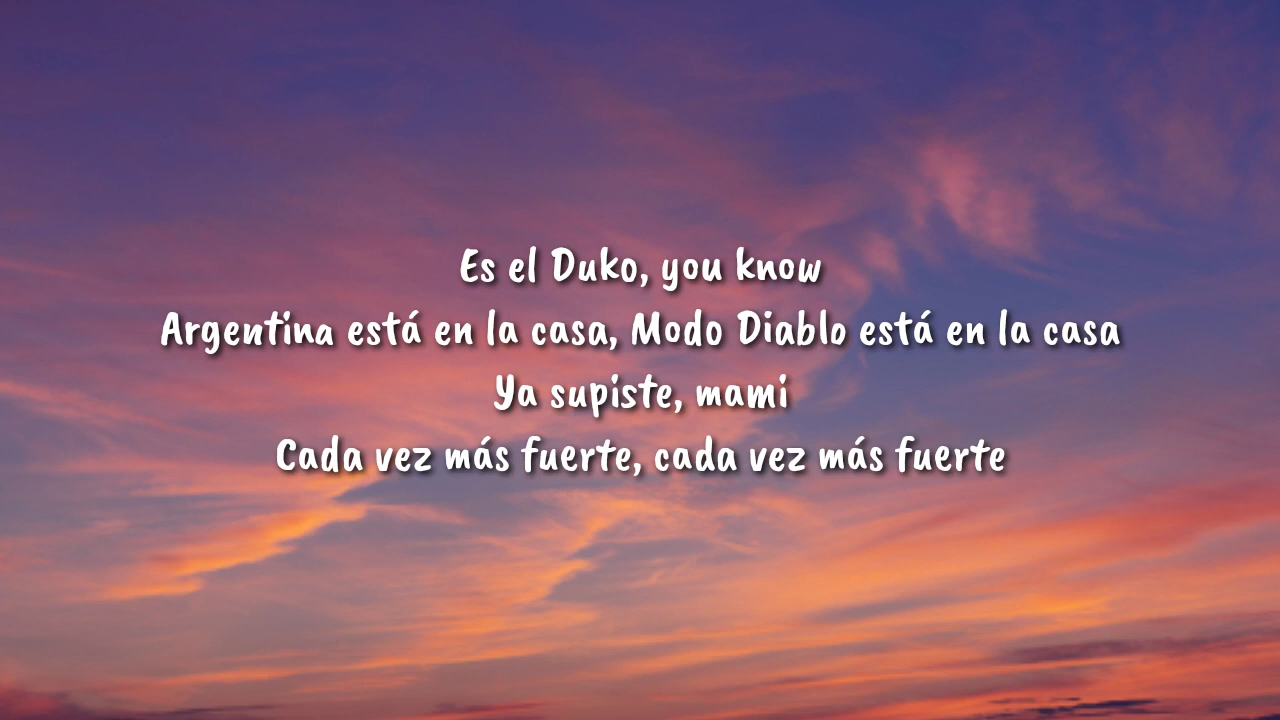 Es el Duko, you know
Argentina está en la casa, Modo Diablo está en la casa
Ya supiste, mami
Cada vez más fuerte, cada vez más fuerte